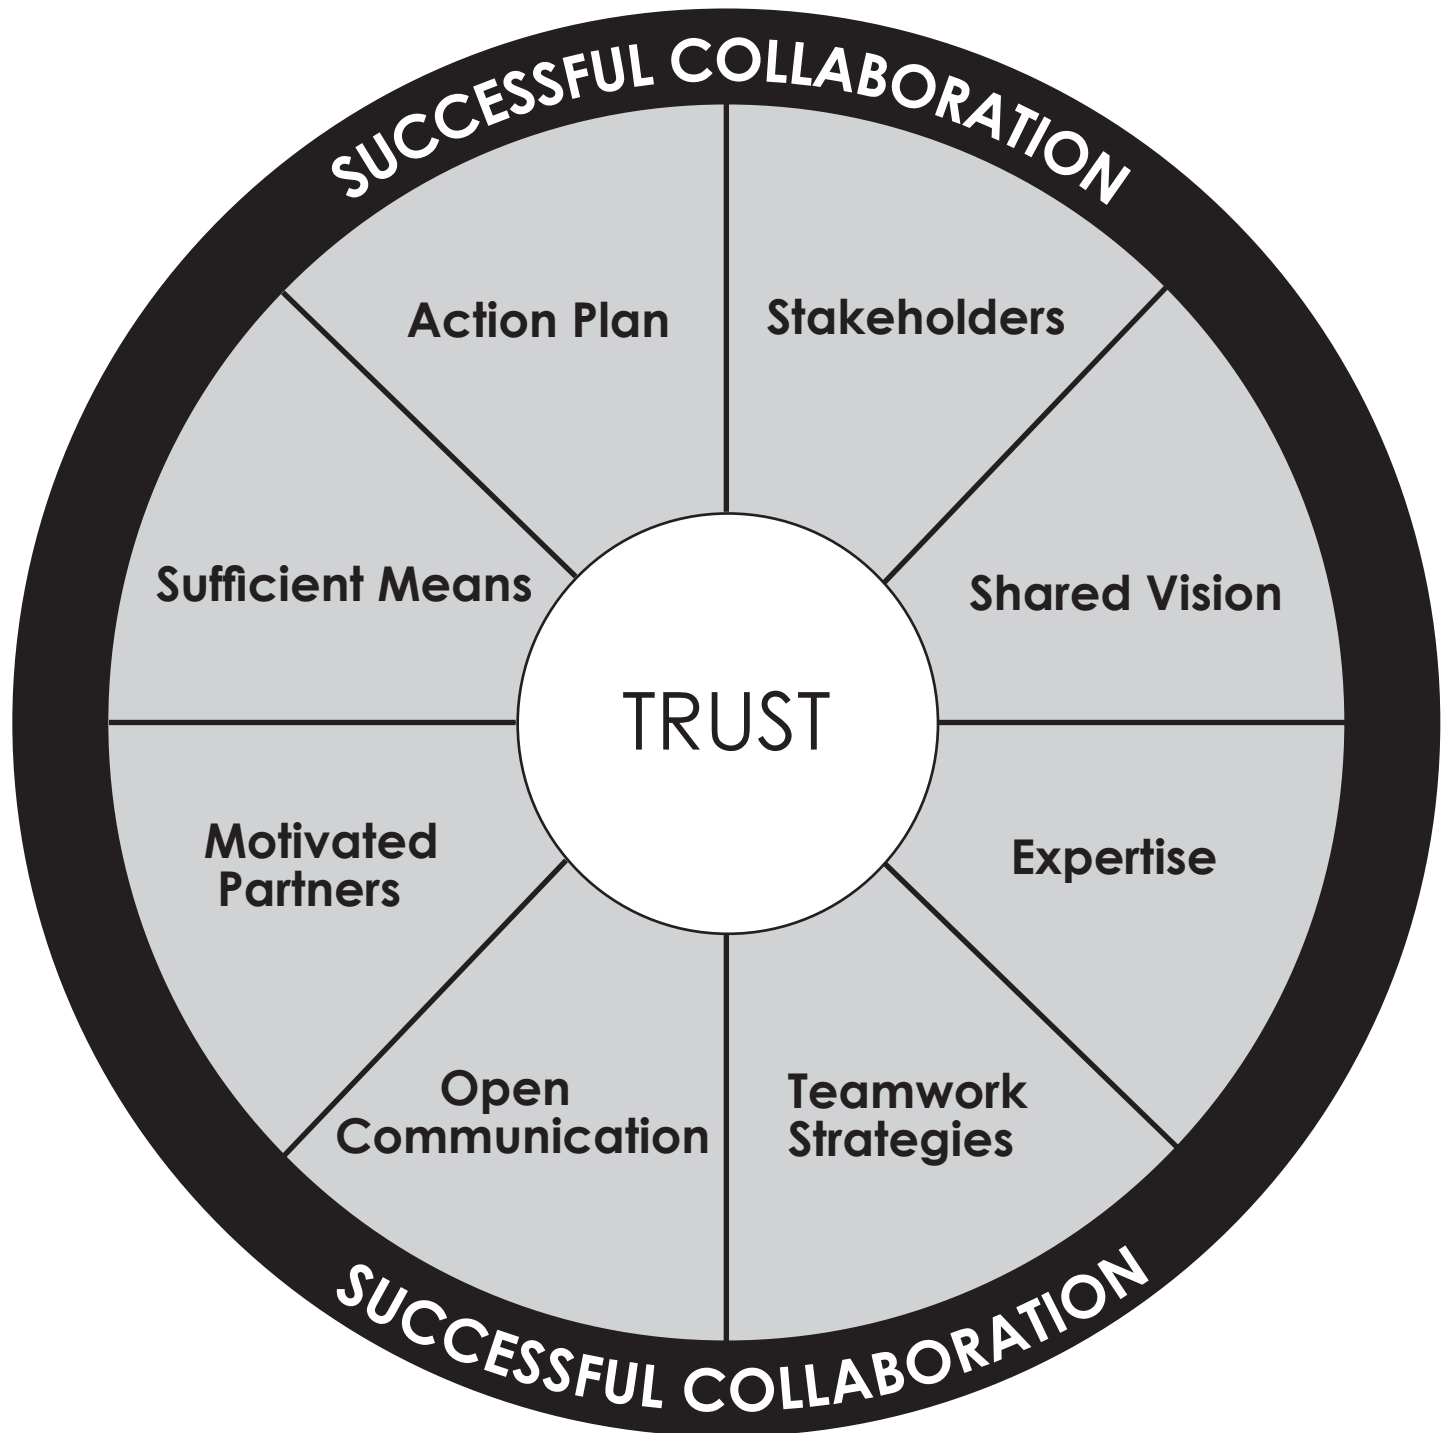 SUCCESSFUL COLLABORATION
Action Plan
Stakeholders
Sufficient Means
Shared Vision
TRUST
Motivated
Partners
Expertise
Open
Communication
Teamwork
Strategies
SUCCESSFUL COLLABORATION